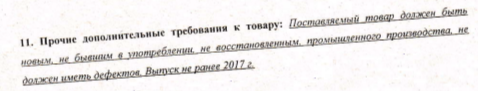 11. Прочие дополнительные требования к товару: Поставляемый товар должен быть
новым, не бывшим в употреблении, не восстановленным, промышленного производства, не
должен иметь дефектов. Выпуск не ранее 2017 г.